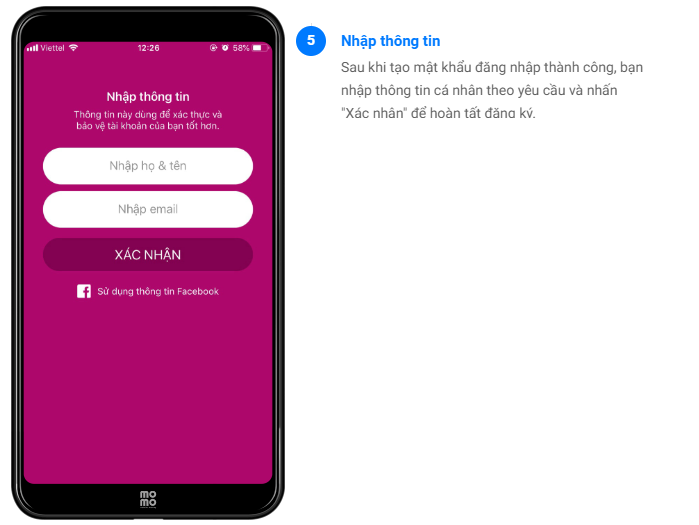 Viettel 12:26 58%
Nhập thông tin
Thông tin này dùng để xác thực và
bảo vệ tài khoản của bạn tốt hơn.
Nhập họ & tên
Nhập email
XÁC NHẬN
Sử dụng thông tin Facebook
mo
mo
5 Nhập thông tin
Sau khi tạo mật khẩu đăng nhập thành công, bạn
nhập thông tin cá nhân theo yêu cầu và nhấn
"Xác nhận" để hoàn tất đăng ký.